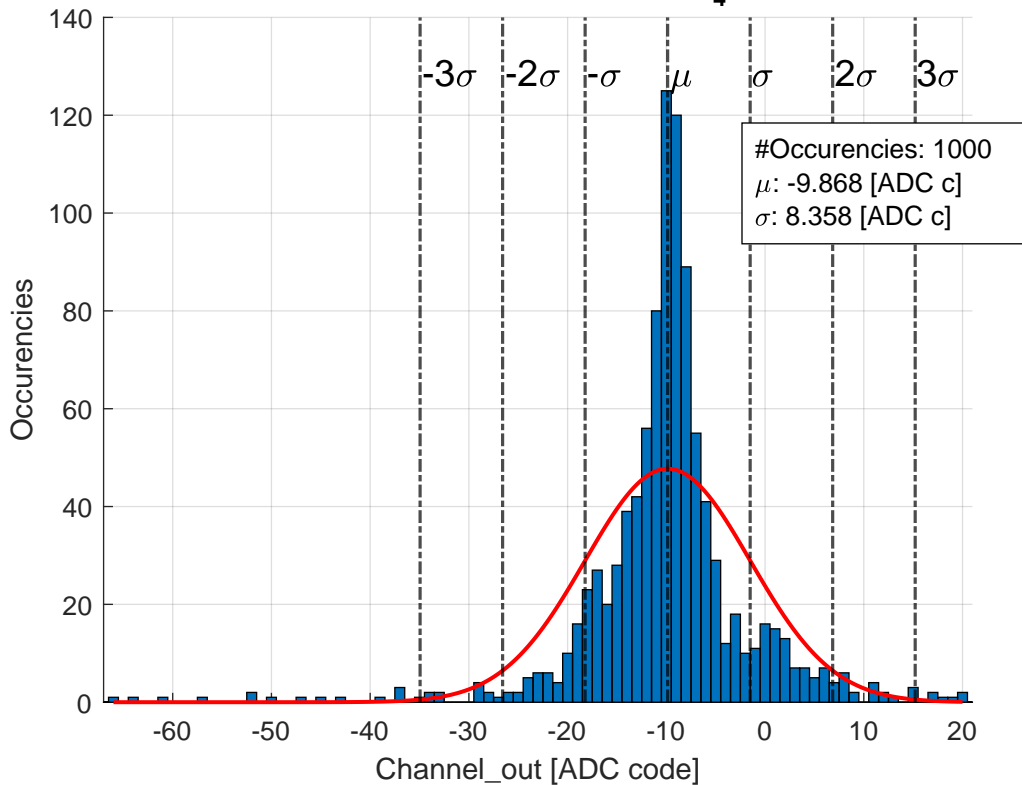 4
140
120
100
80
60
40
20
0
-3σ -2σ -σ μ σ 2σ 3σ
#Occurencies: 1000
μ: -9.868 [ADC c]
σ: 8.358 [ADC c]
Occurencies
-60 -50 -40 -30 -20 -10 0 10 20
Channel_out [ADC code]